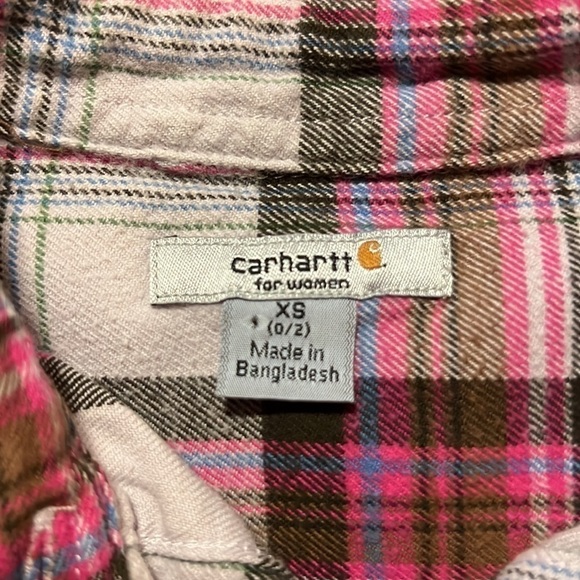 carhartt
for women
XS
(0/2)
Made in
Bangladesh